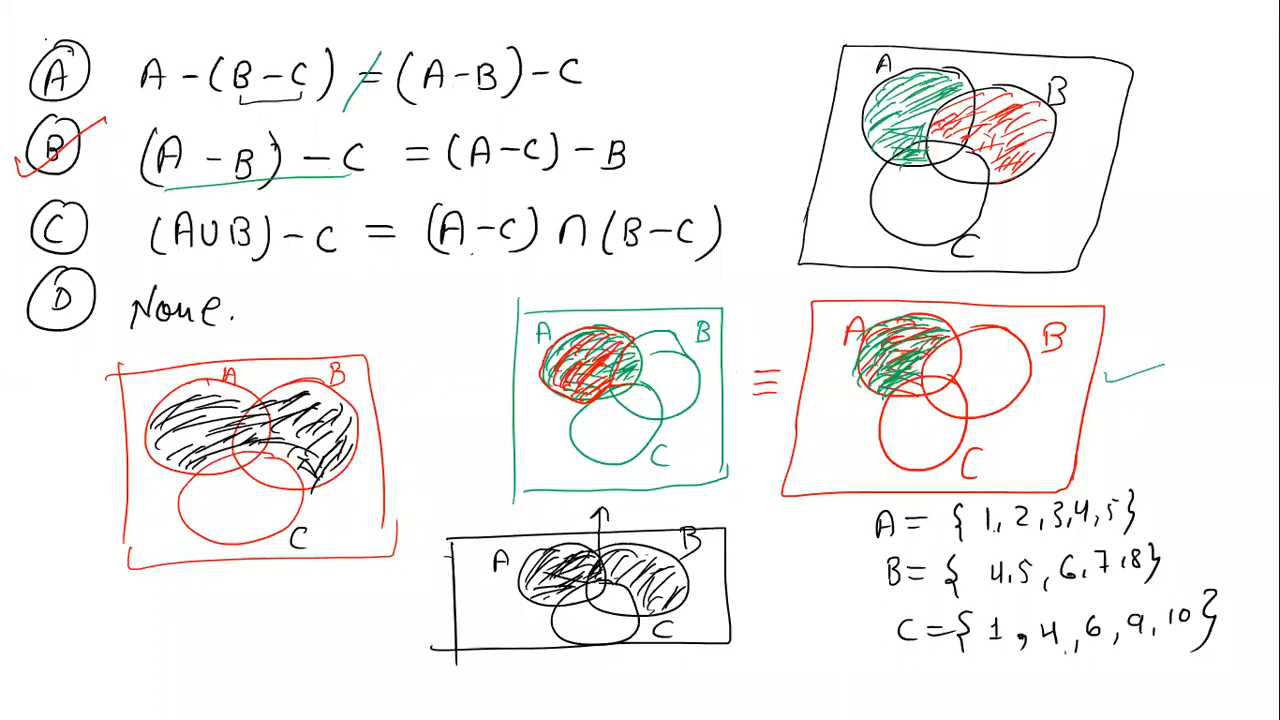 (A) A - (B - C) ≠ (A - B) - C
(B) (A - B) - C = (A - C) - B
(C) (A ∪ B) - C = (A - C) ∩ (B - C)
(D) None.
A B C
A B C
A B C
≡
A B C
A B C
A = { 1, 2, 3, 4, 5 }
B = { 4, 5, 6, 7, 8 }
C = { 1, 4, 6, 9, 10 }